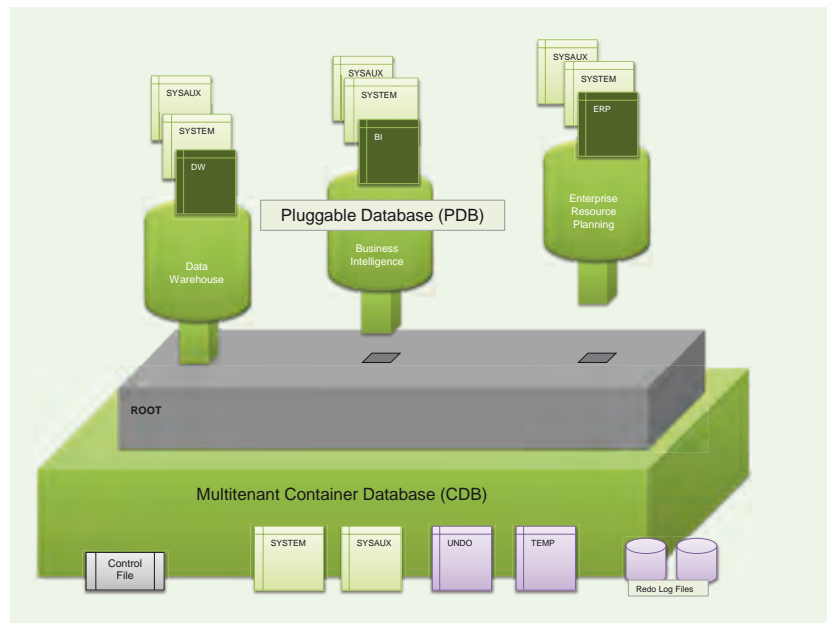 SYSAUX
SYSTEM
DW
Data
Warehouse
SYSAUX
SYSTEM
BI
Pluggable Database (PDB)
Business
Intelligence
SYSAUX
SYSTEM
ERP
Enterprise
Resource
Planning
ROOT
Multitenant Container Database (CDB)
Control
File
SYSTEM
SYSAUX
UNDO
TEMP
Redo Log Files